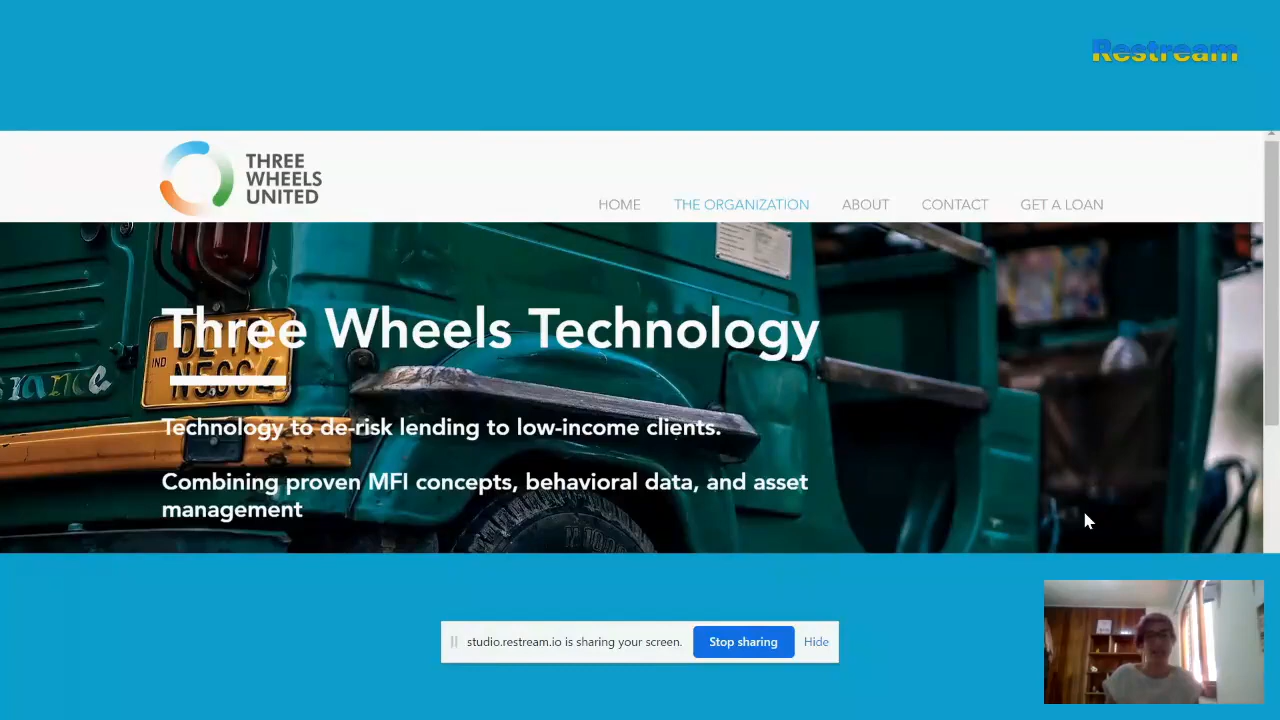 Restream
THREE
WHEELS
UNITED
HOME THE ORGANIZATION ABOUT CONTACT GET A LOAN
Three Wheels Technology
IND
Technology to de-risk lending to low-income clients.
Combining proven MFI concepts, behavioral data, and asset
management
studio.restream.io is sharing your screen. Stop sharing Hide